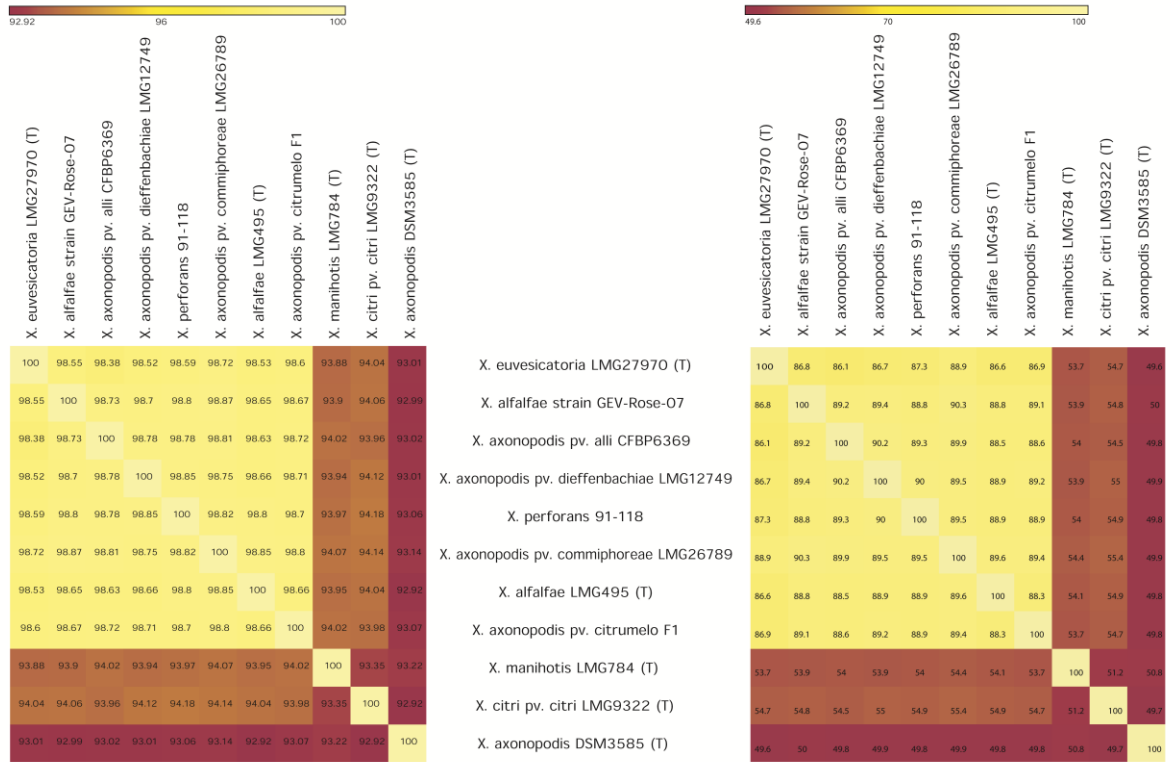 92.92 96 100
49.6 70 100
X. euvesicatoria LMG27970 (T)
X. alfalfae strain GEV-Rose-07
X. axonopodis pv. alli CFBP6369
X. axonopodis pv. dieffenbachiae LMG12749
X. perforans 91-118
X. axonopodis pv. commiphoreae LMG26789
X. alfalfae LMG495 (T)
X. axonopodis pv. citrumelo F1
X. manihotis LMG784 (T)
X. citri pv. citri LMG9322 (T)
X. axonopodis DSM3585 (T)
X. euvesicatoria LMG27970 (T)
X. alfalfae strain GEV-Rose-07
X. axonopodis pv. alli CFBP6369
X. axonopodis pv. dieffenbachiae LMG12749
X. perforans 91-118
X. axonopodis pv. commiphoreae LMG26789
X. alfalfae LMG495 (T)
X. axonopodis pv. citrumelo F1
X. manihotis LMG784 (T)
X. citri pv. citri LMG9322 (T)
X. axonopodis DSM3585 (T)
100 98.55 98.38 98.52 98.59 98.72 98.53 98.6 93.88 94.04 93.01 X. euvesicatoria LMG27970 (T) 100 86.8 86.1 86.7 87.3 88.9 86.6 86.9 53.7 54.7 49.6
98.55 100 98.73 98.7 98.8 98.87 98.65 98.67 93.9 94.06 92.99 X. alfalfae strain GEV-Rose-07 86.8 100 89.2 89.4 88.8 90.3 88.8 89.1 53.9 54.8 50
98.38 98.73 100 98.78 98.78 98.81 98.63 98.72 94.02 93.96 93.02 X. axonopodis pv. alli CFBP6369 86.1 89.2 100 90.2 89.3 89.9 88.5 88.6 54 54.5 49.8
98.52 98.7 98.78 100 98.85 98.75 98.66 98.71 93.94 94.12 93.01 X. axonopodis pv. dieffenbachiae LMG12749 86.7 89.4 90.2 100 90 89.5 88.9 89.2 53.9 55 49.9
98.59 98.8 98.78 98.85 100 98.82 98.8 98.7 93.97 94.18 93.06 X. perforans 91-118 87.3 88.8 89.3 90 100 89.5 88.9 88.9 54 54.9 49.8
98.72 98.87 98.81 98.75 98.82 100 98.85 98.8 94.07 94.14 93.14 X. axonopodis pv. commiphoreae LMG26789 88.9 90.3 89.9 89.5 89.5 100 89.6 89.4 54.4 55.4 49.9
98.53 98.65 98.63 98.66 98.8 98.85 100 98.66 93.95 94.04 92.92 X. alfalfae LMG495 (T) 86.6 88.8 88.5 88.9 88.9 89.6 100 88.3 54.1 54.9 49.8
98.6 98.67 98.72 98.71 98.7 98.8 98.66 100 94.02 93.98 93.07 X. axonopodis pv. citrumelo F1 86.9 89.1 88.6 89.2 88.9 89.4 88.3 100 53.7 54.7 49.8
93.88 93.9 94.02 93.94 93.97 94.07 93.95 94.02 100 93.35 93.22 X. manihotis LMG784 (T) 53.7 53.9 54 53.9 54 54.4 54.1 53.7 100 51.2 50.8
94.04 94.06 93.96 94.12 94.18 94.14 94.04 93.98 93.35 100 92.92 X. citri pv. citri LMG9322 (T) 54.7 54.8 54.5 55 54.9 55.4 54.9 54.7 51.2 100 49.7
93.01 92.99 93.02 93.01 93.06 93.14 92.92 93.07 93.22 92.92 100 X. axonopodis DSM3585 (T) 49.6 50 49.8 49.9 49.8 49.9 49.8 49.8 50.8 49.7 100